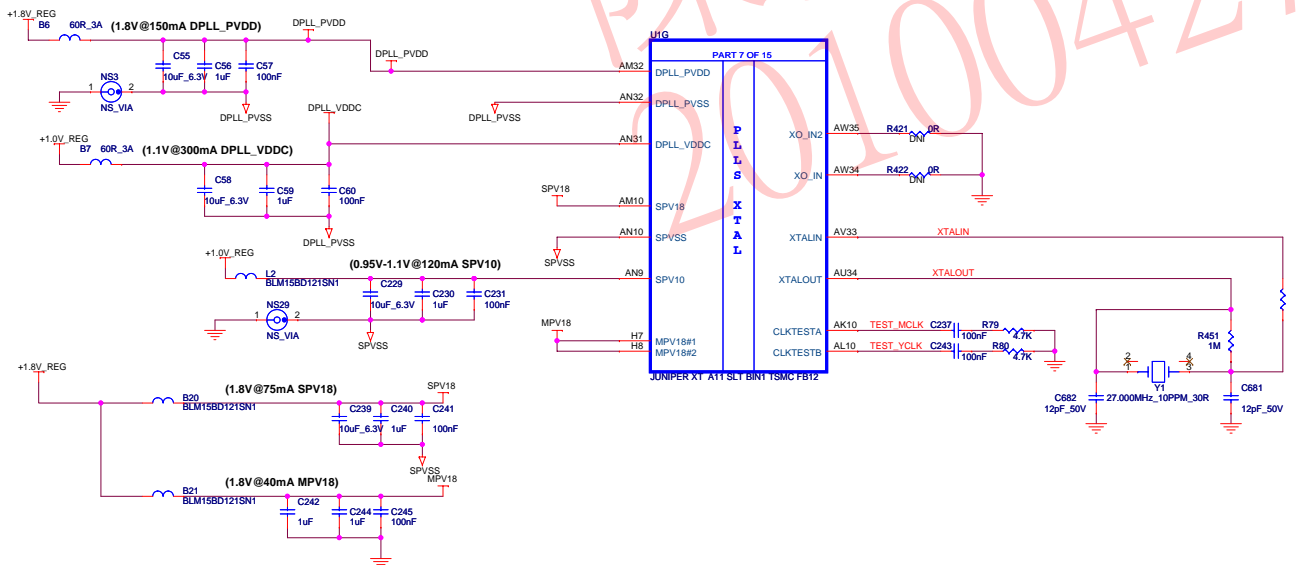 +1.8V_REG
B6 60R_3A (1.8V@150mA DPLL_PVDD)
DPLL_PVDD
C55
10uF_6.3V
C56
1uF
C57
100nF
NS3
1 2
NS_VIA
DPLL_PVSS
DPLL_PVDD
DPLL_VDDC
DPLL_PVSS
+1.0V_REG
B7 60R_3A (1.1V@300mA DPLL_VDDC)
C58
10uF_6.3V
C59
1uF
C60
100nF
DPLL_PVSS
SPV18
SPVSS
+1.0V_REG
L2
BLM15BD121SN1
(0.95V-1.1V@120mA SPV10)
C229
10uF_6.3V
C230
1uF
C231
100nF
NS29
1 2
NS_VIA
SPVSS
MPV18
+1.8V_REG
(1.8V@75mA SPV18)
SPV18
B20
BLM15BD121SN1
C239
10uF_6.3V
C240
1uF
C241
100nF
SPVSS
(1.8V@40mA MPV18)
MPV18
B21
BLM15BD121SN1
C242
1uF
C244
1uF
C245
100nF
U1G
PART 7 OF 15
AM32 DPLL_PVDD
AN32 DPLL_PVSS
AN31 DPLL_VDDC
AM10 SPV18
AN10 SPVSS
AN9 SPV10
H7 MPV18#1
H8 MPV18#2
PLLS XTAL
XO_IN2 AW35
XO_IN AW34
XTALIN AV33
XTALOUT AU34
CLKTESTA AK10
CLKTESTB AL10
JUNIPER XT A11 SLT BIN1 TSMC FB12
R421 0R
DNI
R422 0R
DNI
XTALIN
XTALOUT
TEST_MCLK C237 R79
100nF 4.7K
TEST_YCLK C243 R80
100nF 4.7K
R451
1M
2 4
1 3
Y1
27.000MHz_10PPM_30R
C682
12pF_50V
C681
12pF_50V